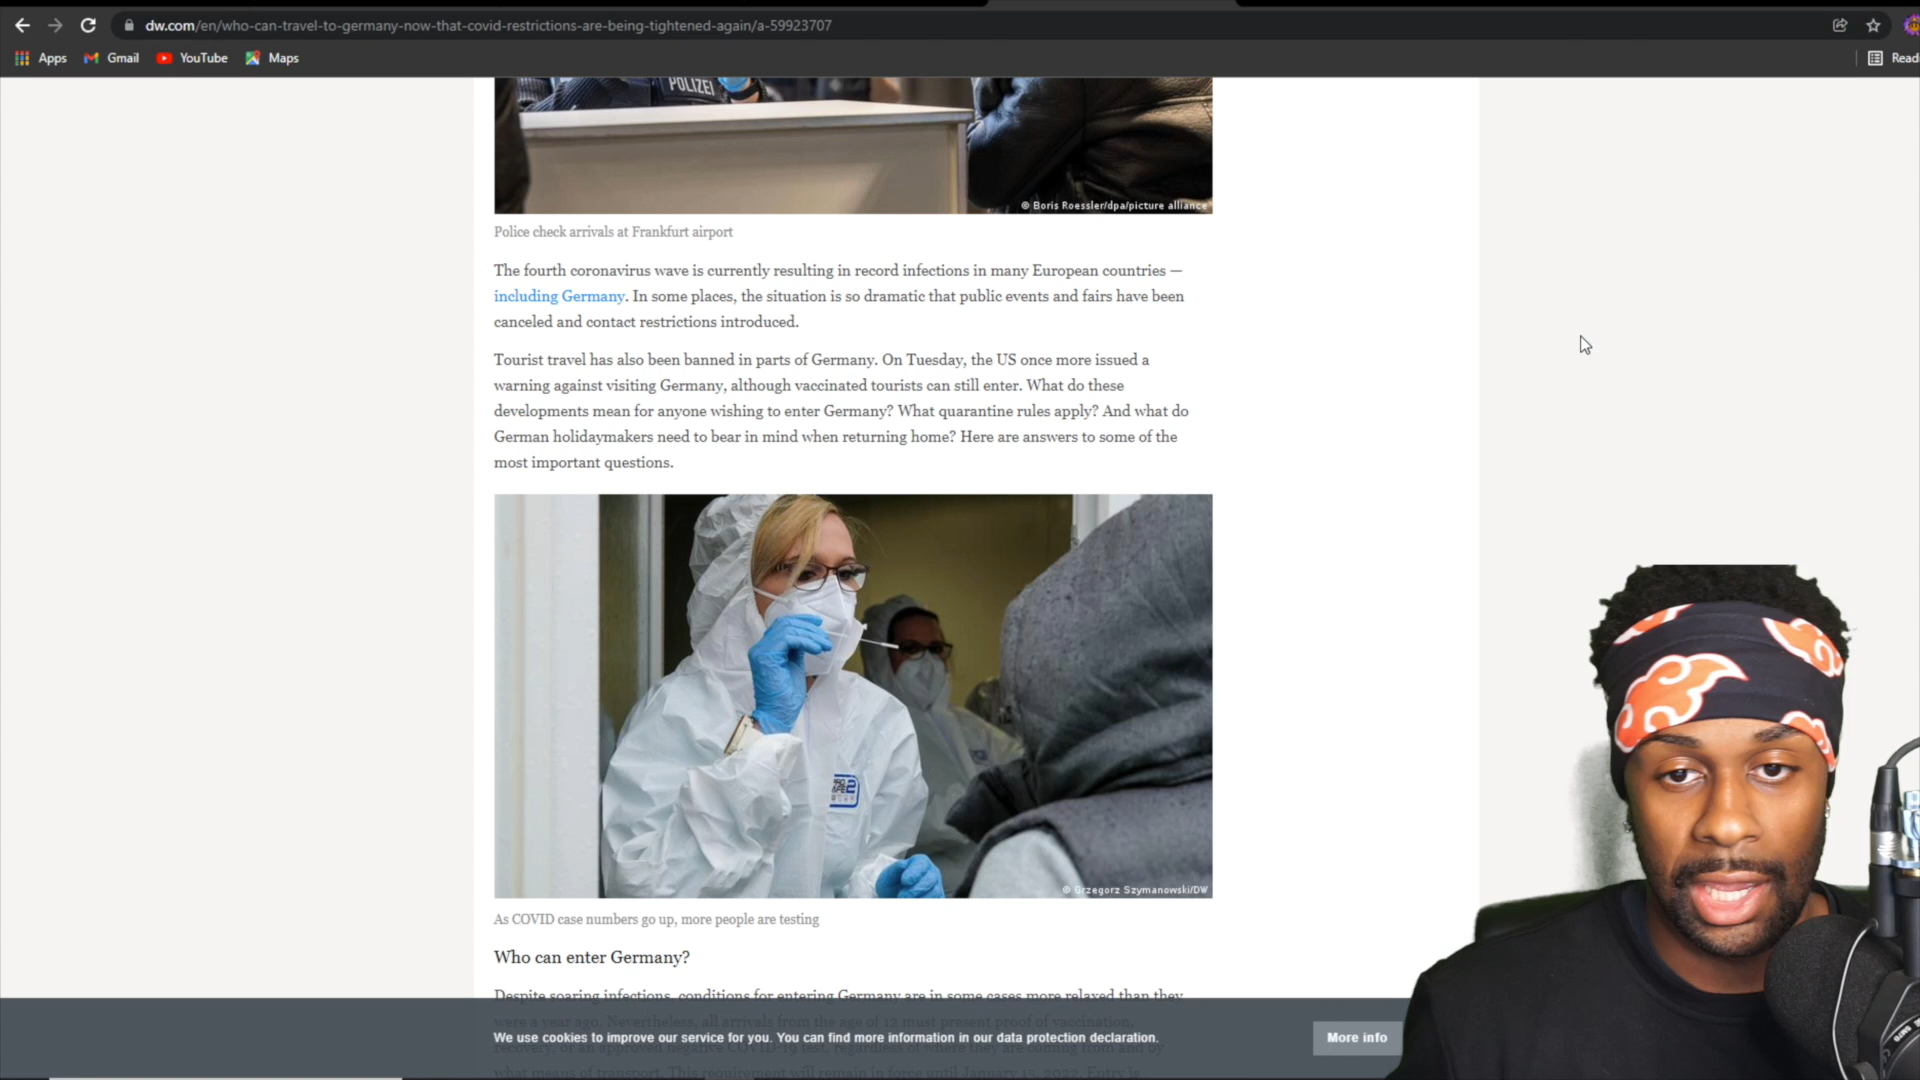 dw.com/en/who-can-travel-to-germany-now-that-covid-restrictions-are-being-tightened-again/a-59923707
Apps Gmail YouTube Maps
POLIZEI
© Boris Roessler/dpa/picture alliance
Police check arrivals at Frankfurt airport
The fourth coronavirus wave is currently resulting in record infections in many European countries —
including Germany. In some places, the situation is so dramatic that public events and fairs have been
canceled and contact restrictions introduced.
Tourist travel has also been banned in parts of Germany. On Tuesday, the US once more issued a
warning against visiting Germany, although vaccinated tourists can still enter. What do these
developments mean for anyone wishing to enter Germany? What quarantine rules apply? And what do
German holidaymakers need to bear in mind when returning home? Here are answers to some of the
most important questions.
© Grzegorz Szymanowski/DW
As COVID case numbers go up, more people are testing
Who can enter Germany?
Despite soaring infections, conditions for entering Germany are in some cases more relaxed than they
were a year ago. Nevertheless, all arrivals from the age of 12 must present proof of vaccination,
We use cookies to improve our service for you. You can find more information in our data protection declaration.
More info
what means of transport. This requirement will remain in force until January 15, 2022. Entry is